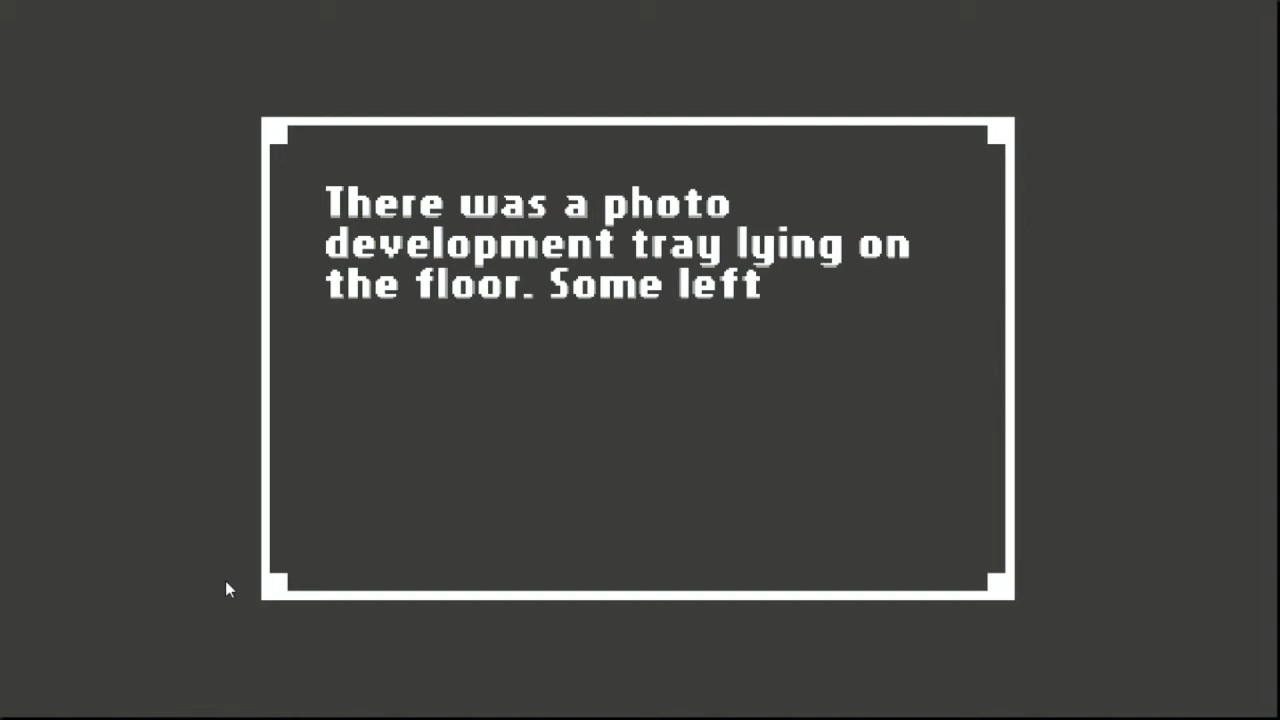 There was a photo
development tray lying on
the floor. Some left